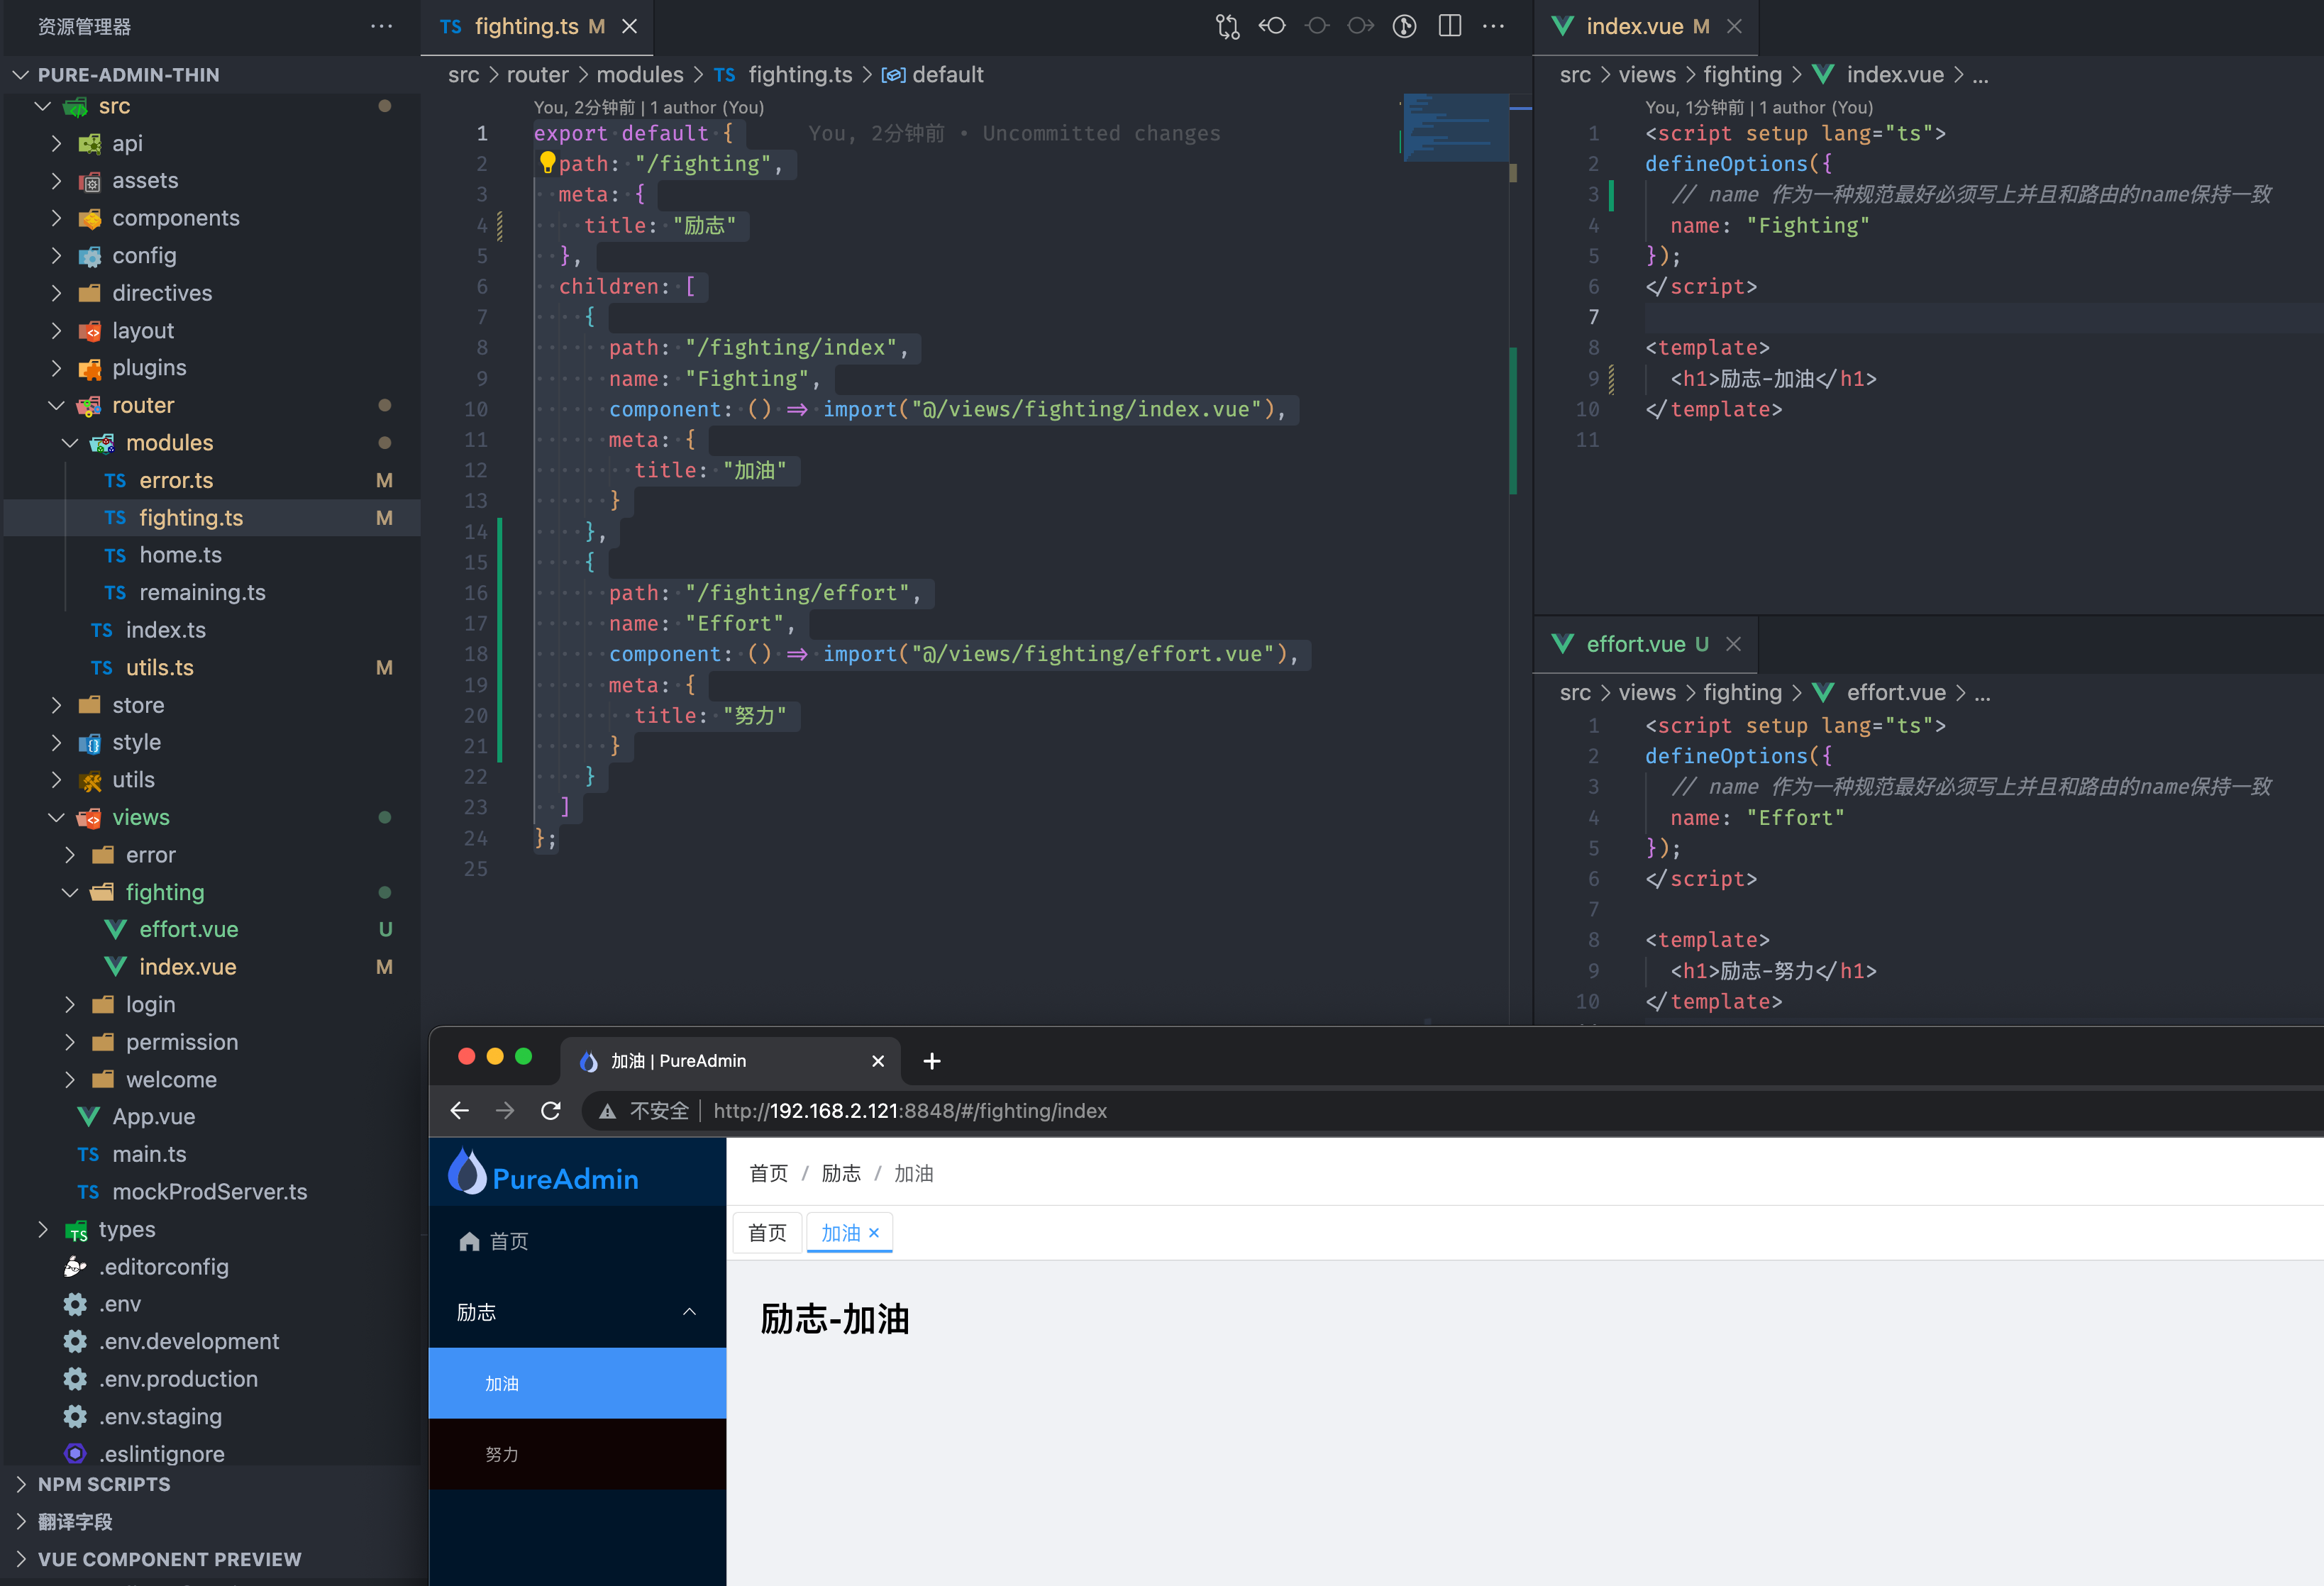 资源管理器
PURE-ADMIN-THIN
src
api
assets
components
config
directives
layout
plugins
router
modules
TS error.ts M
TS fighting.ts M
TS home.ts
TS remaining.ts
TS index.ts
TS utils.ts M
store
style
utils
views
error
fighting
effort.vue U
index.vue M
login
permission
welcome
App.vue
TS main.ts
TS mockProdServer.ts
types
.editorconfig
.env
.env.development
.env.production
.env.staging
.eslintignore
NPM SCRIPTS
翻译字段
VUE COMPONENT PREVIEW
TS fighting.ts M
src > router > modules > TS fighting.ts > default
You, 2分钟前 | 1 author (You)
1 export default { You, 2分钟前 • Uncommitted changes
2 path: "/fighting",
3 meta: {
4 title: "励志"
5 },
6 children: [
7 {
8 path: "/fighting/index",
9 name: "Fighting",
10 component: () => import("@/views/fighting/index.vue"),
11 meta: {
12 title: "加油"
13 }
14 },
15 {
16 path: "/fighting/effort",
17 name: "Effort",
18 component: () => import("@/views/fighting/effort.vue"),
19 meta: {
20 title: "努力"
21 }
22 }
23 ]
24 };
25
index.vue M
src > views > fighting > index.vue > ...
You, 1分钟前 | 1 author (You)
1 <script setup lang="ts">
2 defineOptions({
3 // name 作为一种规范最好必须写上并且和路由的name保持一致
4 name: "Fighting"
5 });
6 </script>
7
8 <template>
9 <h1>励志-加油</h1>
10 </template>
11
effort.vue U
src > views > fighting > effort.vue > ...
1 <script setup lang="ts">
2 defineOptions({
3 // name 作为一种规范最好必须写上并且和路由的name保持一致
4 name: "Effort"
5 });
6 </script>
7
8 <template>
9 <h1>励志-努力</h1>
10 </template>
加油 | PureAdmin
不安全 | http://192.168.2.121:8848/#/fighting/index
PureAdmin
首页
励志
加油
努力
首页 / 励志 / 加油
首页 加油
励志-加油